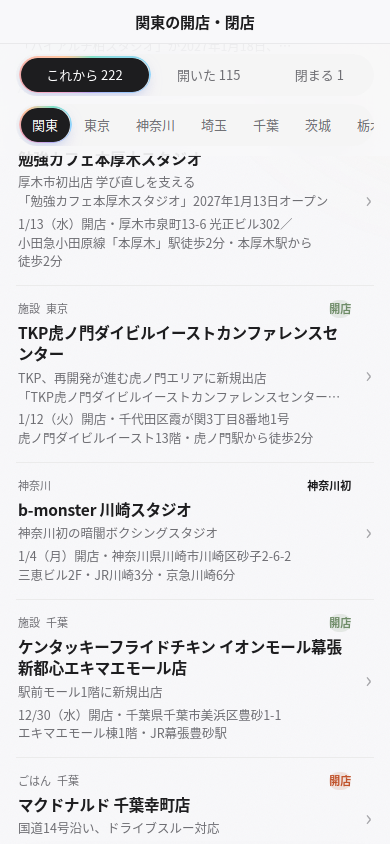 関東の開店・閉店
これから 222
開いた 115
閉まる 1
関東
東京
神奈川
埼玉
千葉
茨城
栃木
勉強カフェ本厚木スタジオ
厚木市初出店 学び直しを支える
「勉強カフェ本厚木スタジオ」2027年1月13日オープン
1/13（水）開店・厚木市泉町13-6 光正ビル302／
小田急小田原線「本厚木」駅徒歩2分・本厚木駅から
徒歩2分
施設 東京
開店
TKP虎ノ門ダイビルイーストカンファレンスセ
ンター
TKP、再開発が進む虎ノ門エリアに新規出店
「TKP虎ノ門ダイビルイーストカンファレンスセンター…
1/12（火）開店・千代田区霞が関3丁目8番地1号
虎ノ門ダイビルイースト13階・虎ノ門駅から徒歩2分
神奈川
神奈川初
b-monster 川崎スタジオ
神奈川初の暗闇ボクシングスタジオ
1/4（月）開店・神奈川県川崎市川崎区砂子2-6-2
三恵ビル2F・JR川崎3分・京急川崎6分
施設 千葉
開店
ケンタッキーフライドチキン イオンモール幕張
新都心エキマエモール店
駅前モール1階に新規出店
12/30（水）開店・千葉県千葉市美浜区豊砂1-1
エキマエモール棟1階・JR幕張豊砂駅
ごはん 千葉
開店
マクドナルド 千葉幸町店
国道14号沿い、ドライブスルー対応